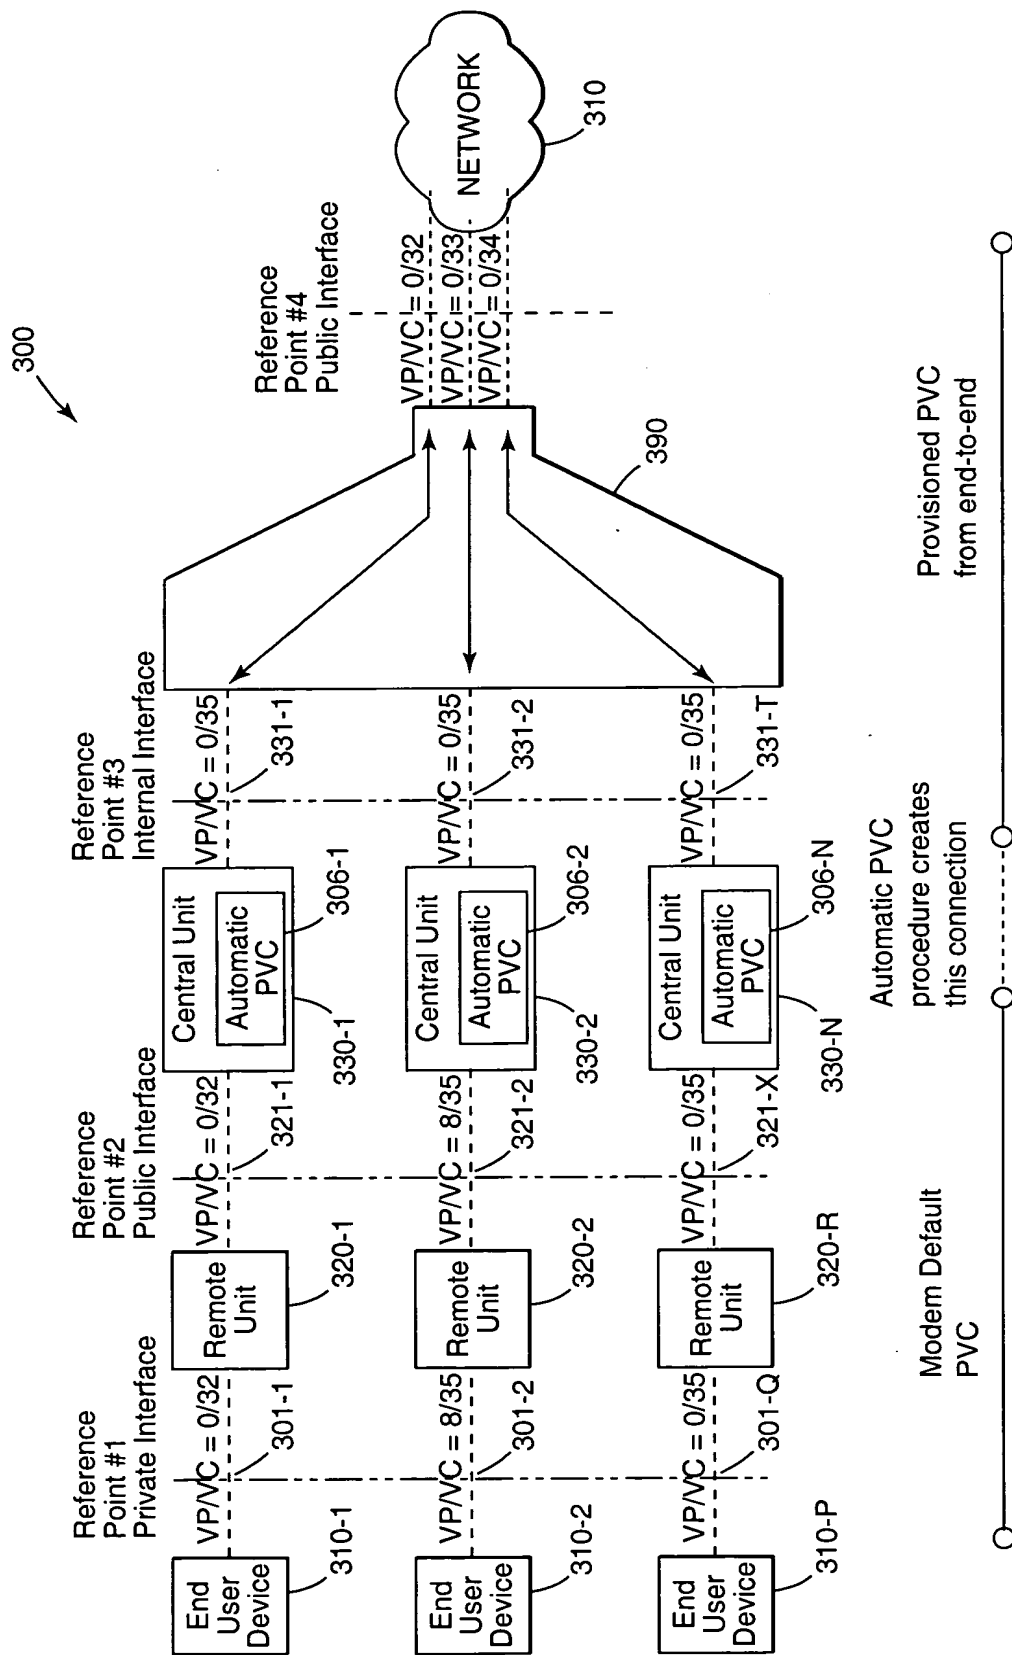 300
Reference
Point #1
Private Interface
Reference
Point #2
Public Interface
Reference
Point #3
Internal Interface
Reference
Point #4
Public Interface
End
User
Device
310-1
VP/VC = 0/32
301-1
Remote
Unit
320-1
VP/VC = 0/32
321-1
Central Unit
Automatic
PVC
306-1
330-1
VP/VC = 0/35
331-1
End
User
Device
310-2
VP/VC = 8/35
301-2
Remote
Unit
320-2
VP/VC = 8/35
321-2
Central Unit
Automatic
PVC
306-2
330-2
VP/VC = 0/35
331-2
End
User
Device
310-P
VP/VC = 0/35
301-Q
Remote
Unit
320-R
VP/VC = 0/35
321-X
Central Unit
Automatic
PVC
306-N
330-N
VP/VC = 0/35
331-T
390
VP/VC = 0/32
VP/VC = 0/33
VP/VC = 0/34
NETWORK
310
Modem Default
PVC
Automatic PVC
procedure creates
this connection
Provisioned PVC
from end-to-end